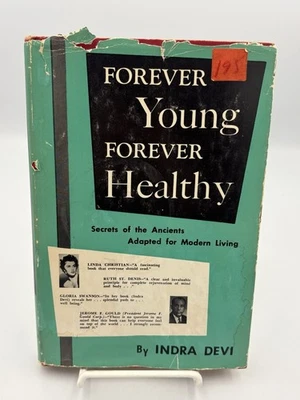 195
FOREVER
Young
FOREVER
Healthy
Secrets of the Ancients
Adapted for Modern Living
LINDA CHRISTIAN—"A fascinating
book that everyone should read."
RUTH ST. DENIS—"A clear and invaluable
principle for complete rejuvenation of mind
and body . . ."
GLORIA SWANSON—"In her book Indra
Devi reveals her . . . splendid path to . . .
well being."
JEROME E. GOULD (President Jerome E.
Gould Corp.)—"There is no question in my
mind that this book can help everyone feel
on top of the world . . . I strongly recom-
mend it."
By INDRA DEVI